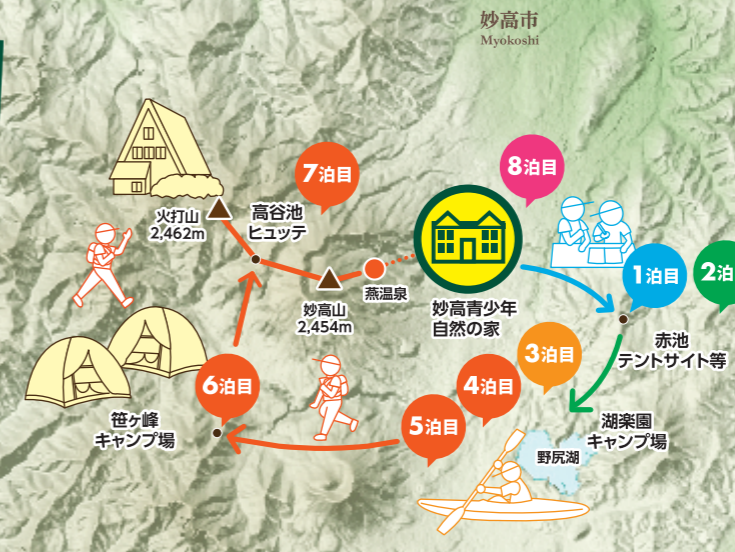 妙高市
Myokoshi
7泊目
8泊目
火打山
2,462m
高谷池
ヒュッテ
1泊目
2泊
燕温泉
妙高山
2,454m
妙高青少年
自然の家
赤池
テントサイト等
3泊目
4泊目
6泊目
5泊目
笹ヶ峰
キャンプ場
湖楽園
キャンプ場
野尻湖